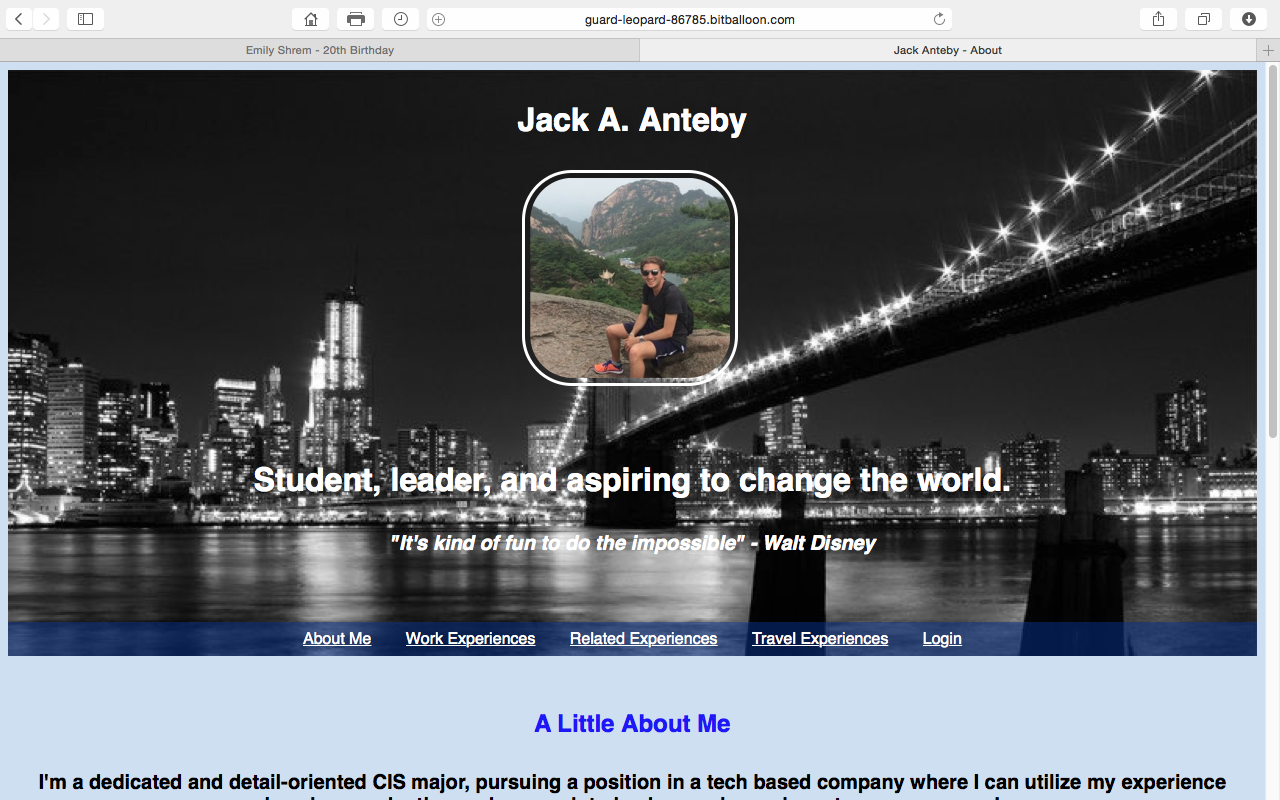 guard-leopard-86785.bitballoon.com
Emily Shrem - 20th Birthday
Jack Anteby - About
Jack A. Anteby
Student, leader, and aspiring to change the world.
"It's kind of fun to do the impossible" - Walt Disney
About Me Work Experiences Related Experiences Travel Experiences Login
A Little About Me
I'm a dedicated and detail-oriented CIS major, pursuing a position in a tech based company where I can utilize my experience